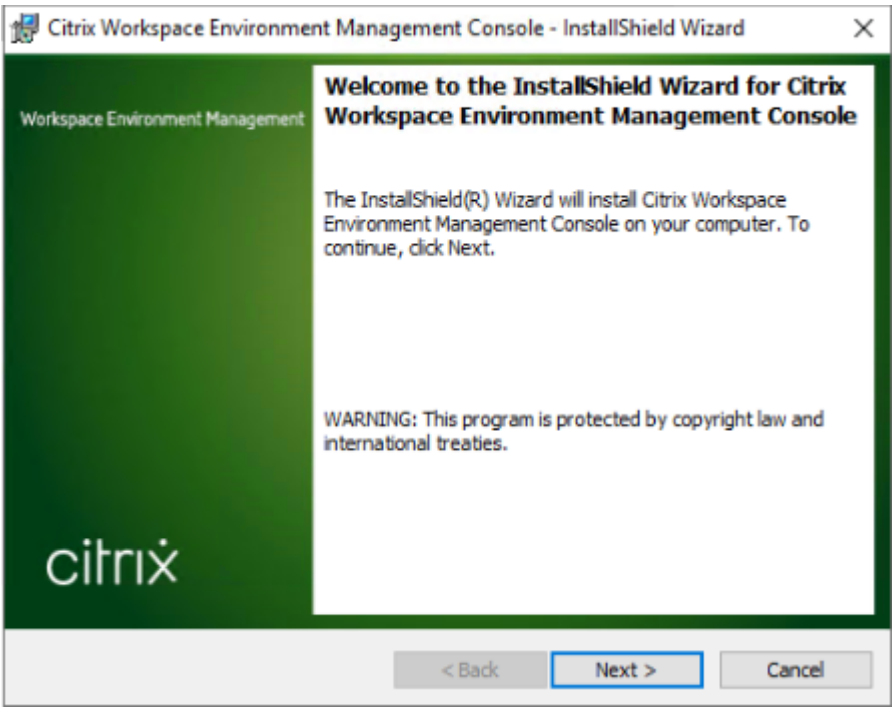 Citrix Workspace Environment Management Console - InstallShield Wizard
Workspace Environment Management
Welcome to the InstallShield Wizard for Citrix
Workspace Environment Management Console
The InstallShield(R) Wizard will install Citrix Workspace
Environment Management Console on your computer. To
continue, click Next.
WARNING: This program is protected by copyright law and
international treaties.
citrix
< Back
Next >
Cancel